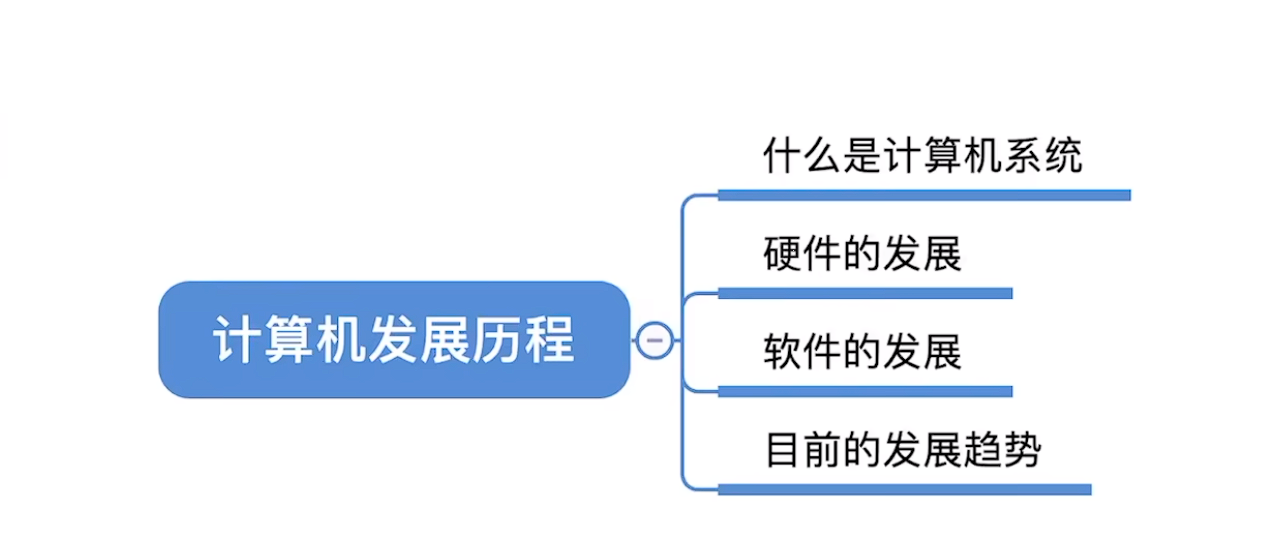 什么是计算机系统
硬件的发展
计算机发展历程
软件的发展
目前的发展趋势